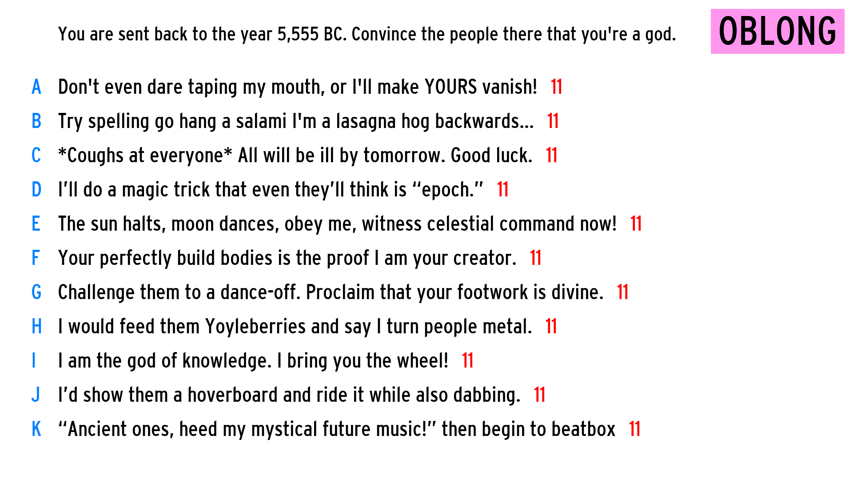 You are sent back to the year 5,555 BC. Convince the people there that you're a god.
OBLONG
A Don't even dare taping my mouth, or I'll make YOURS vanish! 11
B Try spelling go hang a salami I'm a lasagna hog backwards... 11
C *Coughs at everyone* All will be ill by tomorrow. Good luck. 11
D I’ll do a magic trick that even they’ll think is “epoch.” 11
E The sun halts, moon dances, obey me, witness celestial command now! 11
F Your perfectly build bodies is the proof I am your creator. 11
G Challenge them to a dance-off. Proclaim that your footwork is divine. 11
H I would feed them Yoyleberries and say I turn people metal. 11
I I am the god of knowledge. I bring you the wheel! 11
J I’d show them a hoverboard and ride it while also dabbing. 11
K “Ancient ones, heed my mystical future music!” then begin to beatbox 11